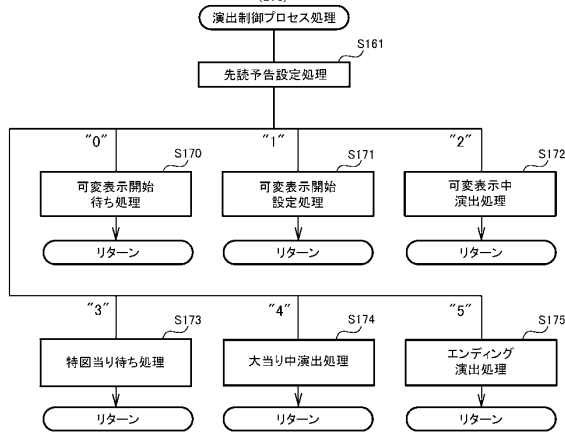 演出制御プロセス処理
S161
先読予告設定処理
"0"
"1"
"2"
S170
S171
S172
可変表示開始
待ち処理
可変表示開始
設定処理
可変表示中
演出処理
リターン
リターン
リターン
"3"
"4"
"5"
S173
S174
S175
特図当り待ち処理
大当り中演出処理
エンディング
演出処理
リターン
リターン
リターン